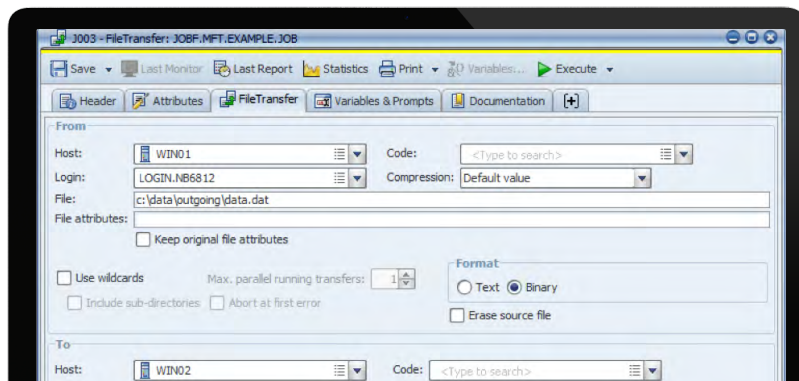 J003 - FileTransfer: JOBF.MFT.EXAMPLE.JOB
Save Last Monitor Last Report Statistics Print Variables... Execute
Header Attributes FileTransfer Variables & Prompts Documentation [+]
From
Host: WIN01 Code: <Type to search>
Login: LOGIN.NB6812 Compression: Default value
File: c:\data\outgoing\data.dat
File attributes:
Keep original file attributes
Format
Use wildcards Max. parallel running transfers: 1 Text Binary
Include sub-directories Abort at first error
Erase source file
To
Host: WIN02 Code: <Type to search>